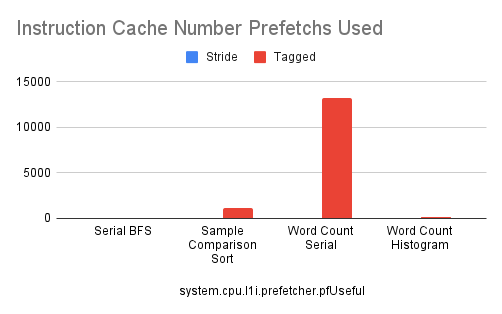 Instruction Cache Number Prefetchs Used
Stride Tagged
15000
10000
5000
0
Serial BFS
Sample
Comparison
Sort
Word Count
Serial
Word Count
Histogram
system.cpu.l1i.prefetcher.pfUseful